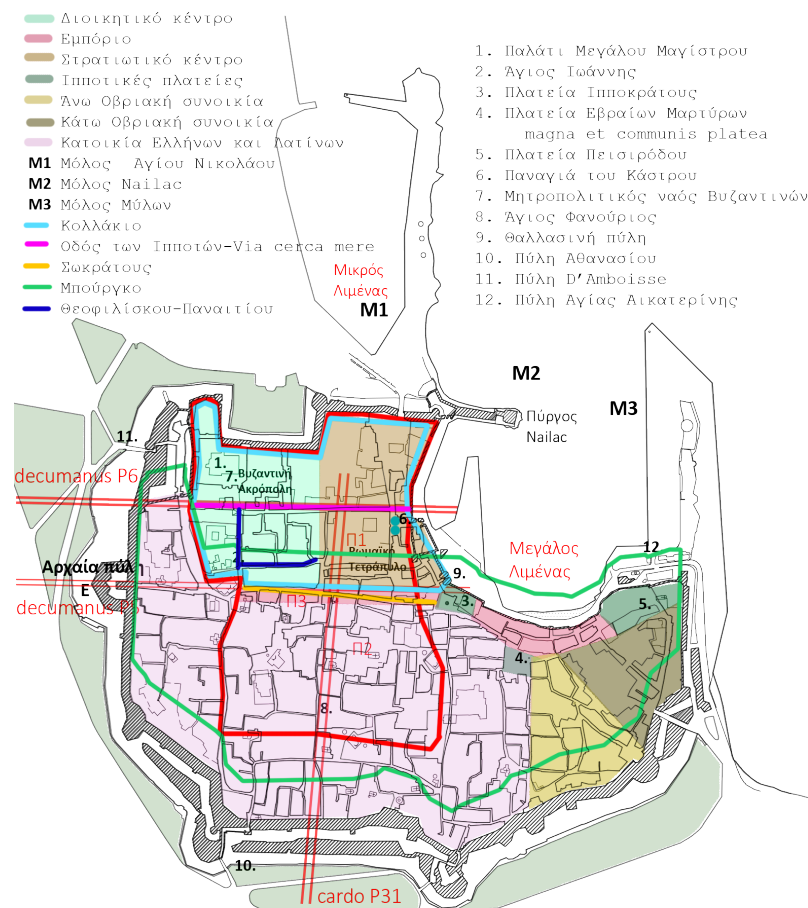 Διοικητικό κέντρο
Εμπόριο
Στρατιωτικό κέντρο
Ιπποτικές πλατείες
Άνω Οβριακή συνοικία
Κάτω Οβριακή συνοικία
Κατοικία Ελλήνων και Λατίνων
M1 Μόλος Αγίου Νικολάου
M2 Μόλος Nailac
M3 Μόλος Μύλων
Κολλάκιο
Οδός των Ιπποτών-Via cerca mere
Σωκράτους
Μπούργκο
Θεοφιλίσκου-Παναιτίου
1. Παλάτι Μεγάλου Μαγίστρου
2. Άγιος Ιωάννης
3. Πλατεία Ιπποκράτους
4. Πλατεία Εβραίων Μαρτύρων
magna et communis platea
5. Πλατεία Πεισιρόδου
6. Παναγιά του Κάστρου
7. Μητροπολιτικός ναός Βυζαντινών
8. Άγιος Φανούριος
9. Θαλλασινή πύλη
10. Πύλη Αθανασίου
11. Πύλη D'Amboisse
12. Πύλη Αγίας Αικατερίνης
Μικρός
Λιμένας
M1
M2
M3
Πύργος
Nailac
11.
1.
7. Βυζαντινή
Ακρόπολη
decumanus P6
6.
Π1
Ρωμαϊκό
Τετράπυλο
Μεγάλος
Λιμένας
12
2.
9.
Αρχαία πύλη
E
decumanus P7
Π3
3.
5.
Π2
4.
8.
10.
cardo P31